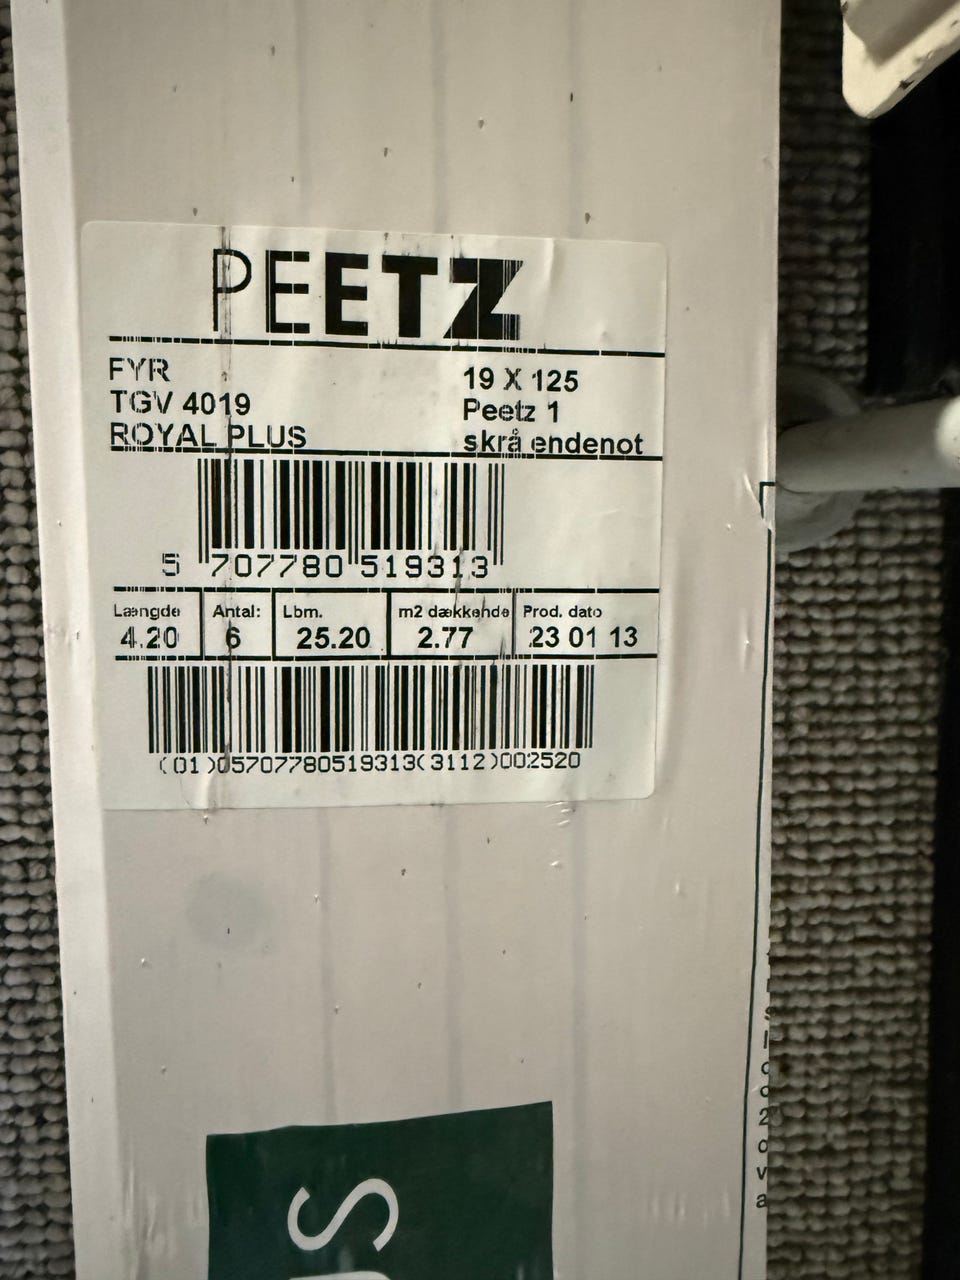 PEETZ
FYR
TGV 4019
ROYAL PLUS
19 X 125
Peetz 1
skrå endenot
5 707780 519313
Længde
4.20
Antal:
6
Lbm.
25.20
m2 dækkende
2.77
Prod. dato
23 01 13
(01)05707780519313(3112)002520
S